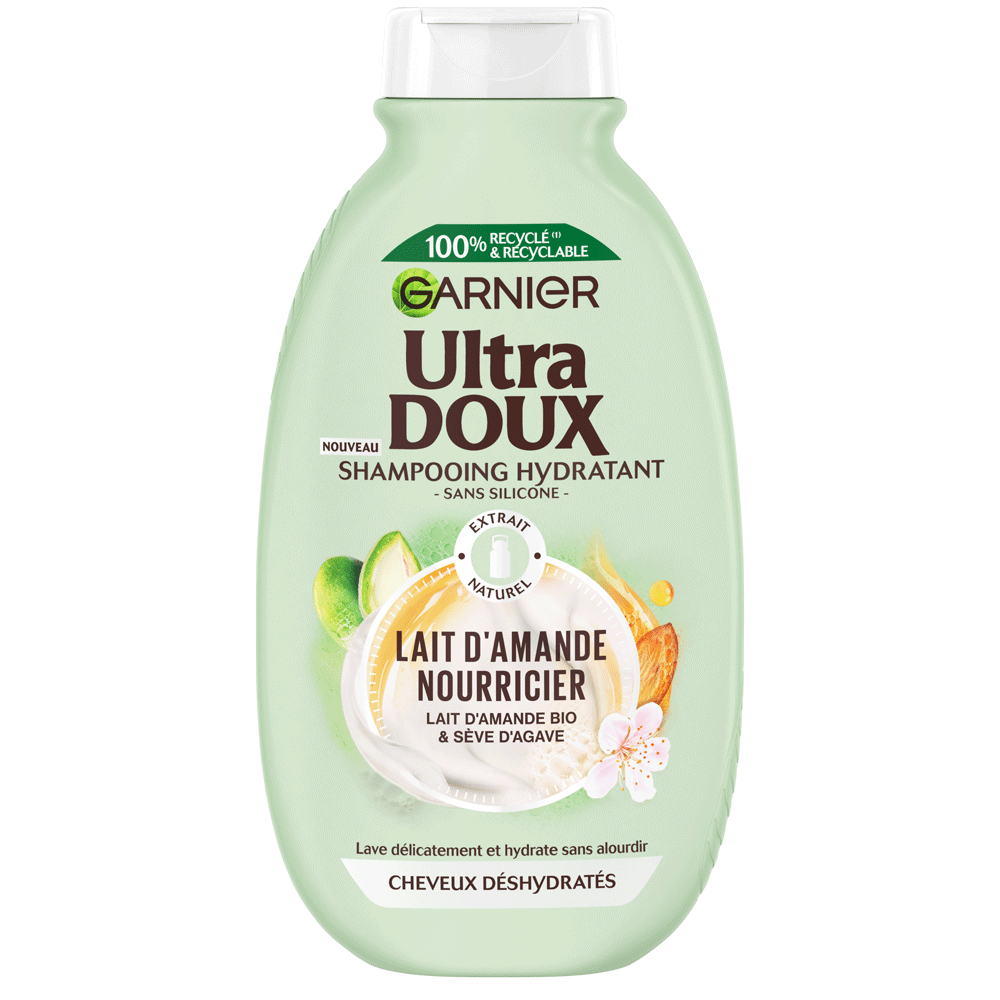 100% RECYCLÉ (1)
& RECYCLABLE
GARNIER
Ultra
DOUX
NOUVEAU
SHAMPOOING HYDRATANT
- SANS SILICONE -
EXTRAIT
NATUREL
LAIT D'AMANDE
NOURRICIER
LAIT D'AMANDE BIO
& SÈVE D'AGAVE
Lave délicatement et hydrate sans alourdir
CHEVEUX DÉSHYDRATÉS